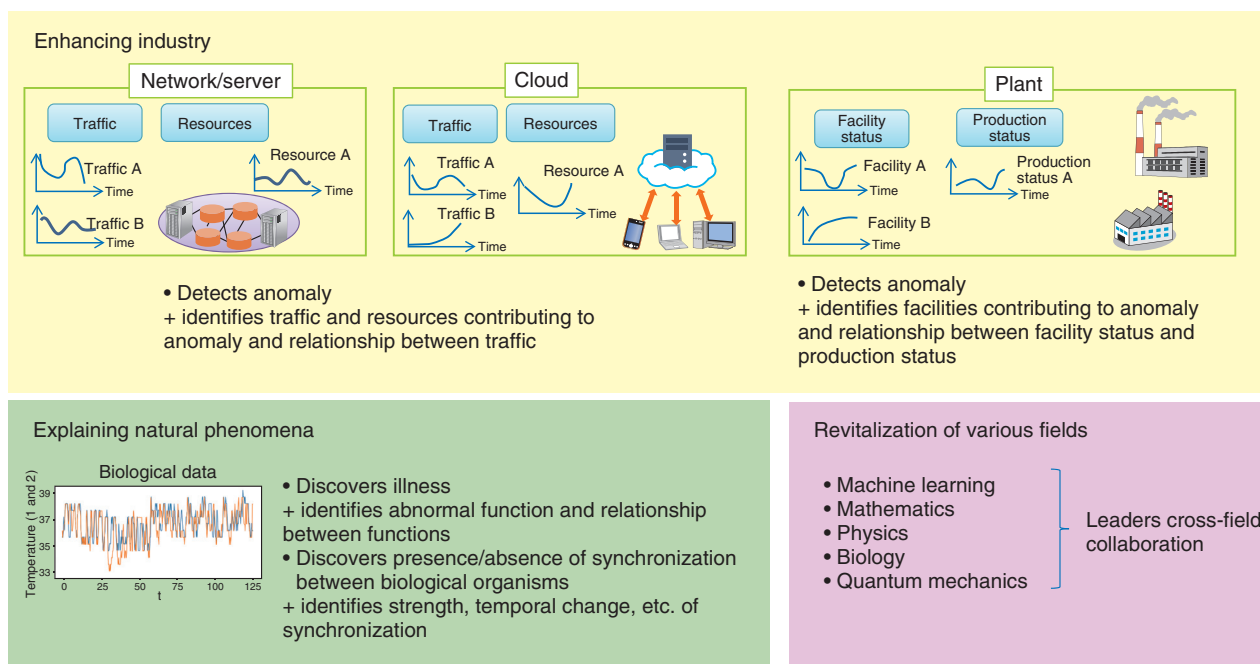 Enhancing industry
Network/server
Traffic
Resources
Traffic A
Time
Resource A
Time
Traffic B
Time
Cloud
Traffic
Resources
Traffic A
Time
Resource A
Time
Traffic B
Time
Plant
Facility
status
Production
status
Facility A
Time
Production
status A
Time
Facility B
Time
• Detects anomaly
+ identifies traffic and resources contributing to
anomaly and relationship between traffic
• Detects anomaly
+ identifies facilities contributing to anomaly
and relationship between facility status and
production status
Explaining natural phenomena
Biological data
Temperature (1 and 2)
39
37
35
33
0 25 50 75 100 125
t
• Discovers illness
+ identifies abnormal function and relationship
between functions
• Discovers presence/absence of synchronization
between biological organisms
+ identifies strength, temporal change, etc. of
synchronization
Revitalization of various fields
• Machine learning
• Mathematics
• Physics
• Biology
• Quantum mechanics
Leaders cross-field
collaboration